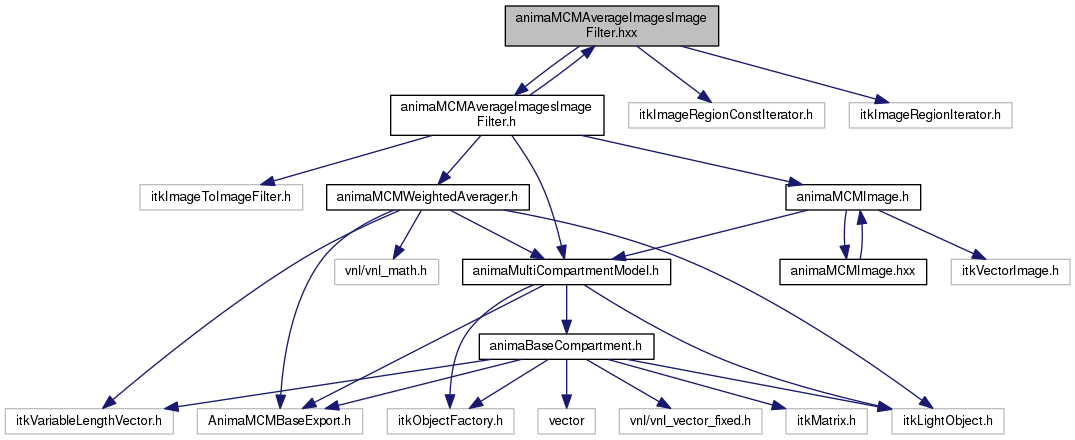 animaMCMAverageImagesImage
Filter.hxx
animaMCMAverageImagesImage
Filter.h
itkImageRegionConstIterator.h
itkImageRegionIterator.h
itkImageToImageFilter.h
animaMCMWeightedAverager.h
animaMCMImage.h
vnl/vnl_math.h
animaMultiCompartmentModel.h
animaMCMImage.hxx
itkVectorImage.h
animaBaseCompartment.h
itkVariableLengthVector.h
AnimaMCMBaseExport.h
itkObjectFactory.h
vector
vnl/vnl_vector_fixed.h
itkMatrix.h
itkLightObject.h